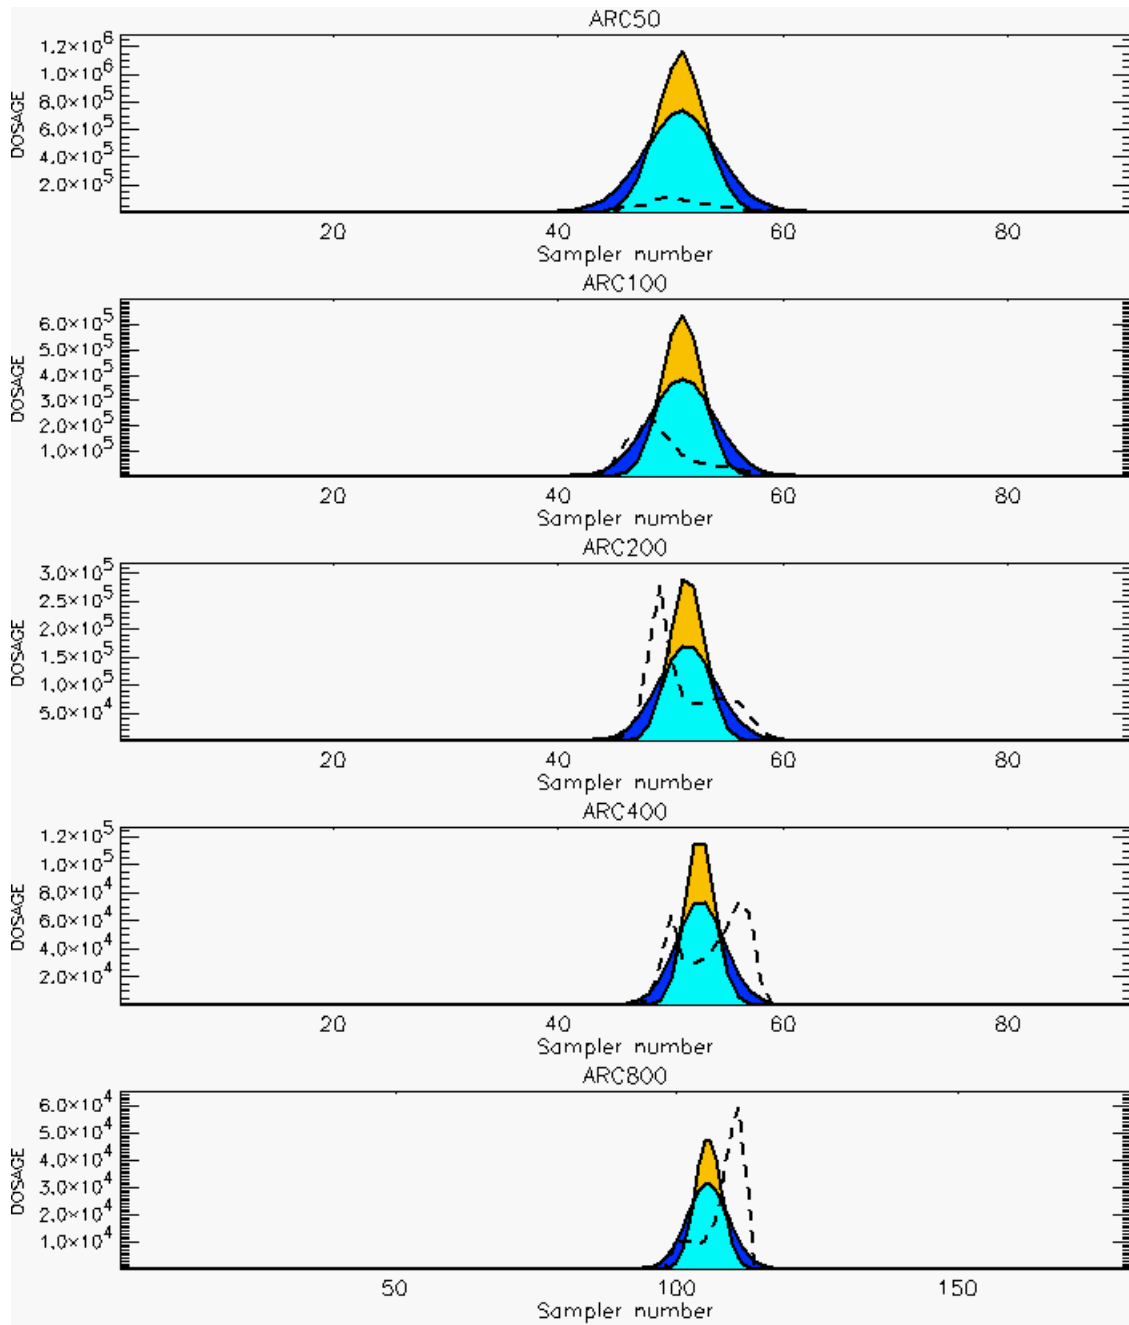 ARC50
1.2×10⁶
1.0×10⁶
8.0×10⁵
6.0×10⁵
4.0×10⁵
2.0×10⁵
DOSAGE
20 40 60 80
Sampler number
ARC100
6.0×10⁵
5.0×10⁵
4.0×10⁵
3.0×10⁵
2.0×10⁵
1.0×10⁵
DOSAGE
20 40 60 80
Sampler number
ARC200
3.0×10⁵
2.5×10⁵
2.0×10⁵
1.5×10⁵
1.0×10⁵
5.0×10⁴
DOSAGE
20 40 60 80
Sampler number
ARC400
1.2×10⁵
1.0×10⁵
8.0×10⁴
6.0×10⁴
4.0×10⁴
2.0×10⁴
DOSAGE
20 40 60 80
Sampler number
ARC800
6.0×10⁴
5.0×10⁴
4.0×10⁴
3.0×10⁴
2.0×10⁴
1.0×10⁴
DOSAGE
50 100 150
Sampler number